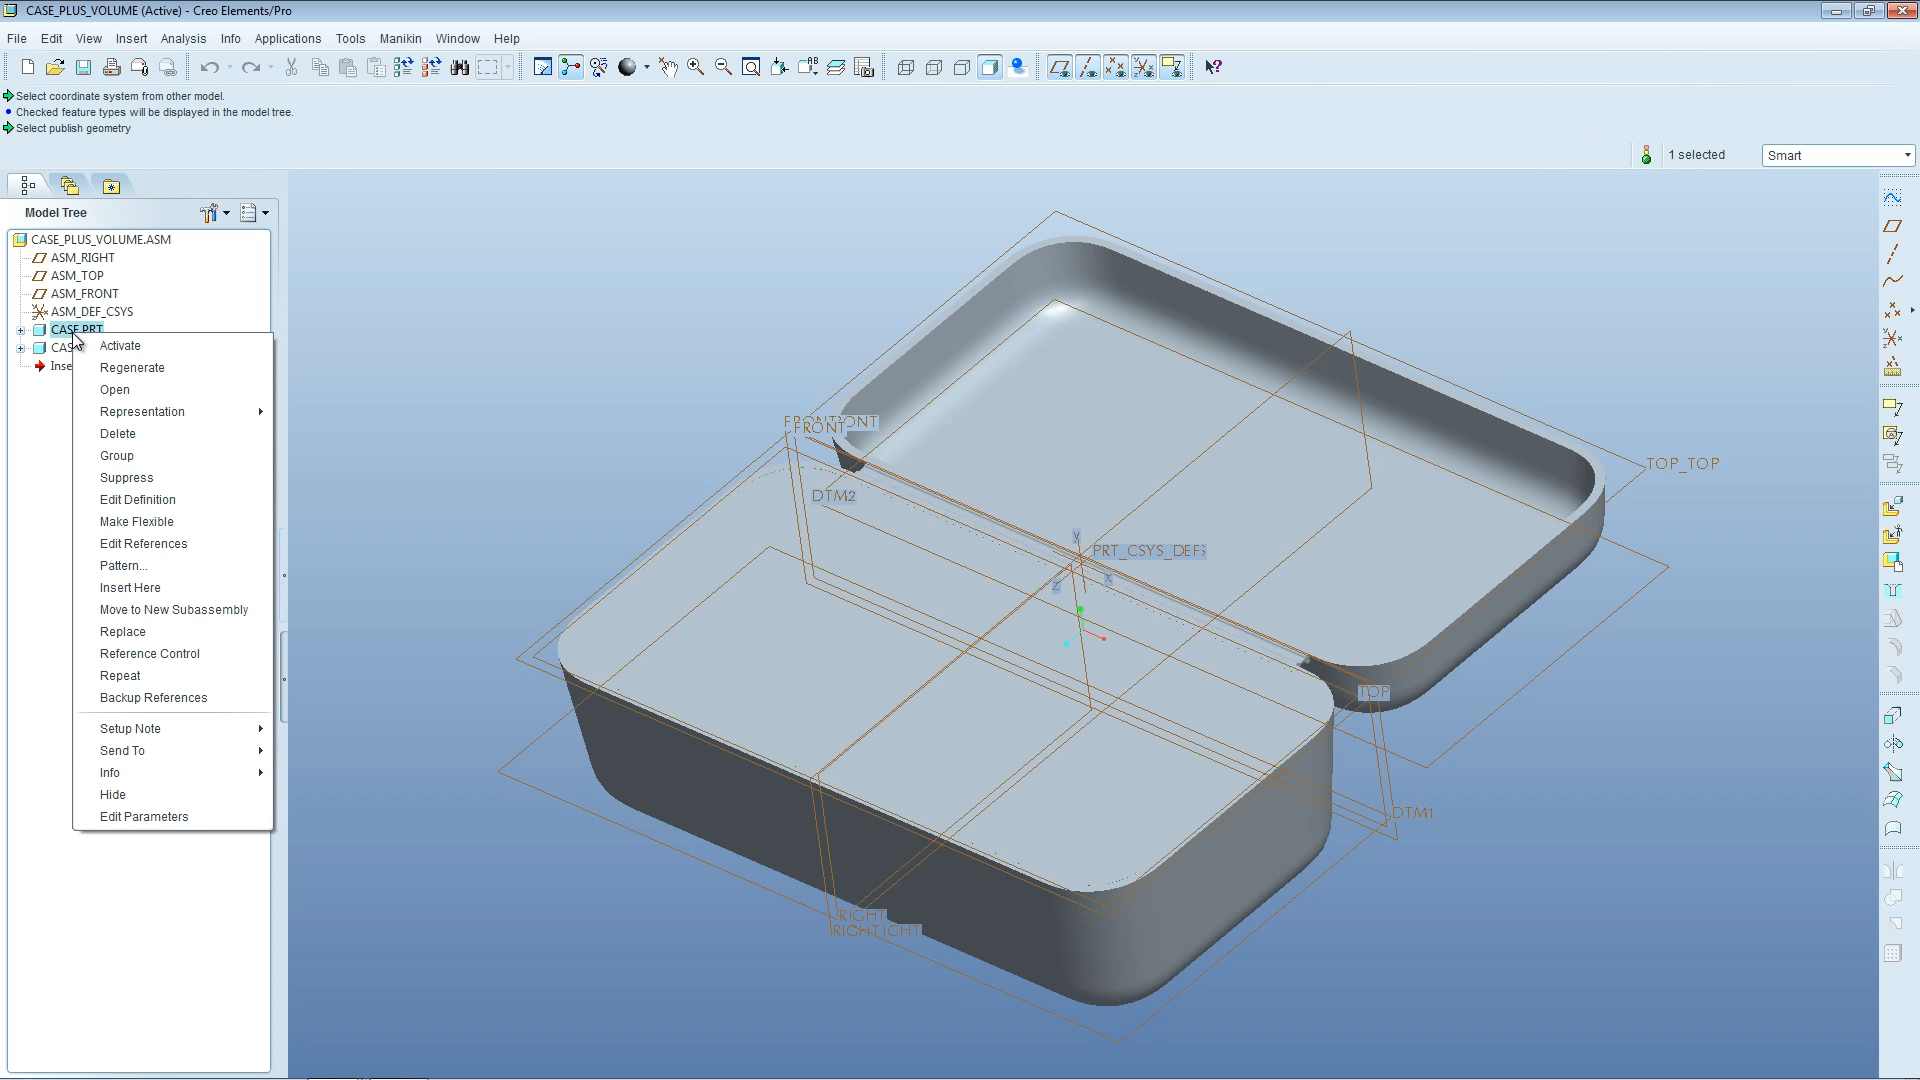 CASE_PLUS_VOLUME (Active) - Creo Elements/Pro
File Edit View Insert Analysis Info Applications Tools Manikin Window Help
Select coordinate system from other model.
Checked feature types will be displayed in the model tree.
Select publish geometry
1 selected
Smart
Model Tree
CASE_PLUS_VOLUME.ASM
ASM_RIGHT
ASM_TOP
ASM_FRONT
ASM_DEF_CSYS
CASE.PRT
CAS
Inse
Activate
Regenerate
Open
Representation
Delete
Group
Suppress
Edit Definition
Make Flexible
Edit References
Pattern...
Insert Here
Move to New Subassembly
Replace
Reference Control
Repeat
Backup References
Setup Note
Send To
Info
Hide
Edit Parameters
FRONT
TOP_TOP
DTM2
y
PRT_CSYS_DEF
x
z
TOP
DTM1
RIGHT
RIGHT